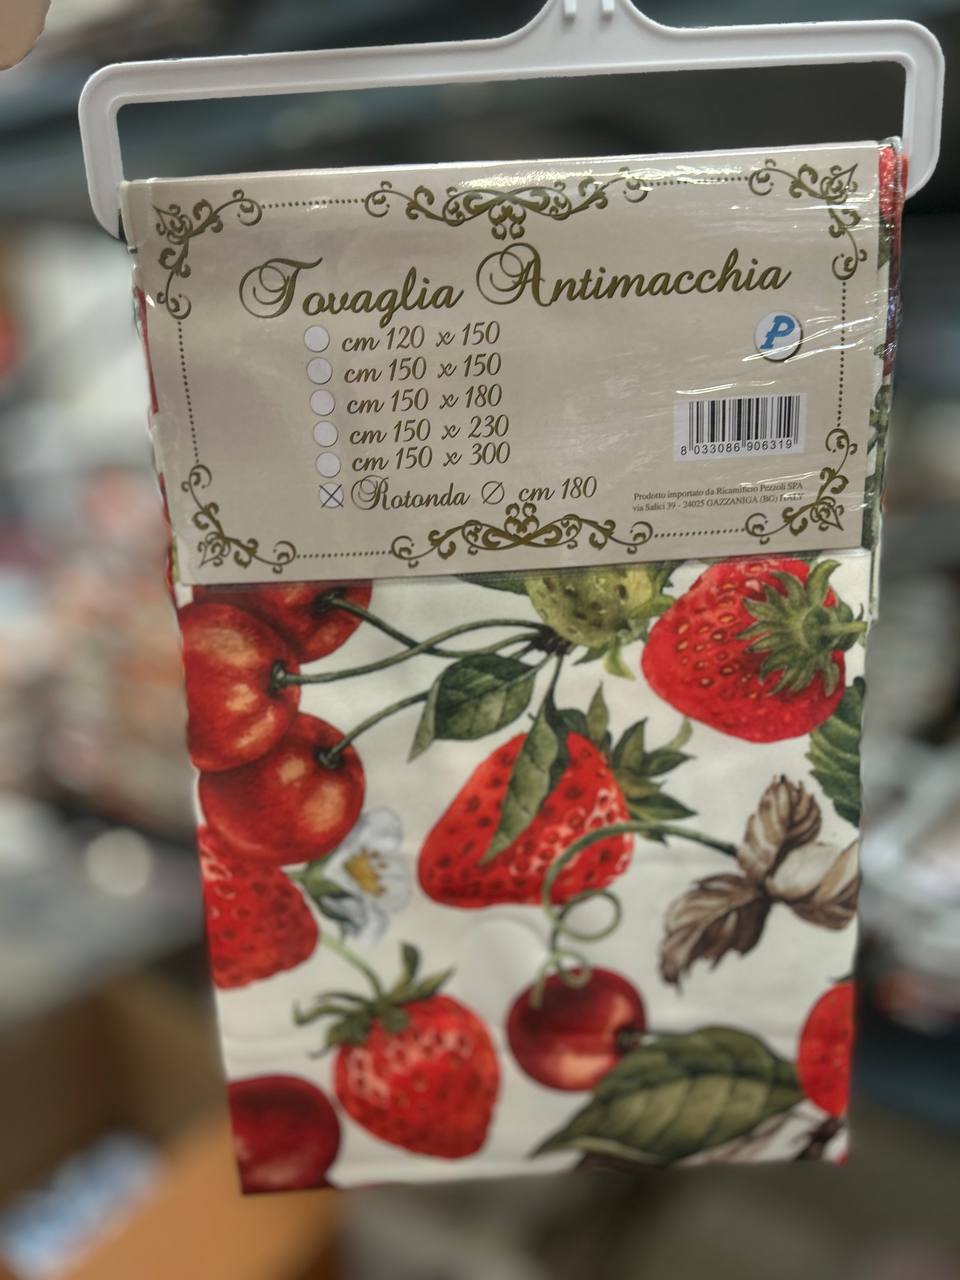 Tovaglia Antimacchia
cm 120 x 150
cm 150 x 150
cm 150 x 180
cm 150 x 230
cm 150 x 300
Rotonda Ø cm 180
P
8 033086 906319
Prodotto importato da Ricamificio Pezzoli SPA
via Salici 39 - 24025 GAZZANIGA (BG) ITALY